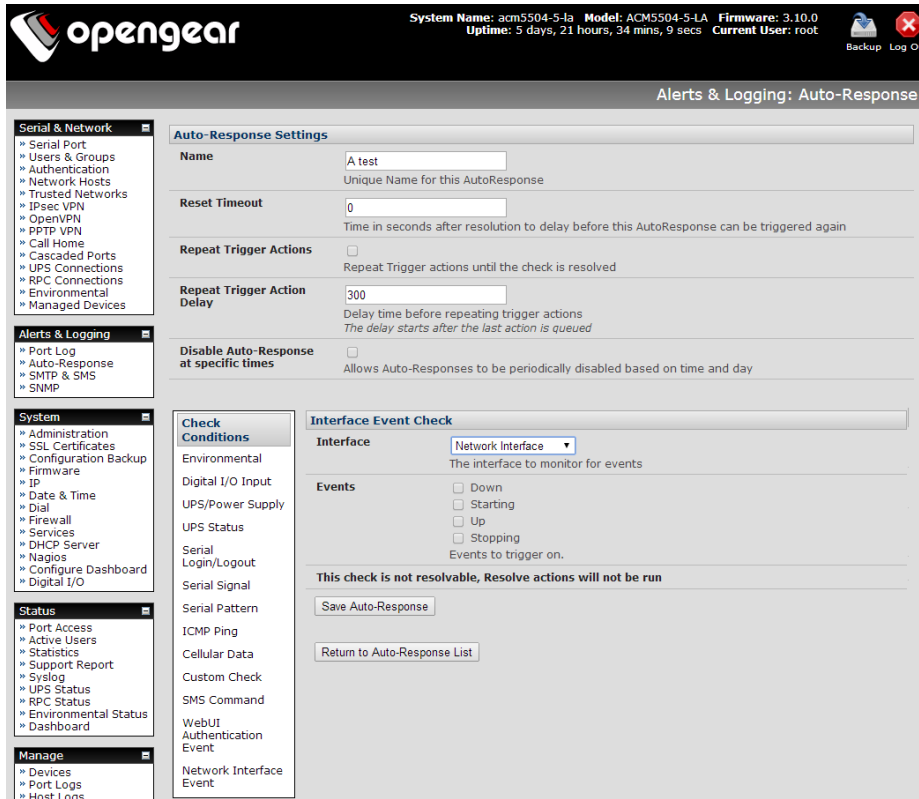 opengear
System Name: acm5504-5-la Model: ACM5504-5-LA Firmware: 3.10.0
Uptime: 5 days, 21 hours, 34 mins, 9 secs Current User: root
Backup Log O
Alerts & Logging: Auto-Response
Serial & Network
» Serial Port
» Users & Groups
» Authentication
» Network Hosts
» Trusted Networks
» IPsec VPN
» OpenVPN
» PPTP VPN
» Call Home
» Cascaded Ports
» UPS Connections
» RPC Connections
» Environmental
» Managed Devices
Alerts & Logging
» Port Log
» Auto-Response
» SMTP & SMS
» SNMP
System
» Administration
» SSL Certificates
» Configuration Backup
» Firmware
» IP
» Date & Time
» Dial
» Firewall
» Services
» DHCP Server
» Nagios
» Configure Dashboard
» Digital I/O
Status
» Port Access
» Active Users
» Statistics
» Support Report
» Syslog
» UPS Status
» RPC Status
» Environmental Status
» Dashboard
Manage
» Devices
» Port Logs
» Host Logs
Auto-Response Settings
Name
A test
Unique Name for this AutoResponse
Reset Timeout
0
Time in seconds after resolution to delay before this AutoResponse can be triggered again
Repeat Trigger Actions
Repeat Trigger actions until the check is resolved
Repeat Trigger Action
Delay
300
Delay time before repeating trigger actions
The delay starts after the last action is queued
Disable Auto-Response
at specific times
Allows Auto-Responses to be periodically disabled based on time and day
Check
Conditions
Environmental
Digital I/O Input
UPS/Power Supply
UPS Status
Serial
Login/Logout
Serial Signal
Serial Pattern
ICMP Ping
Cellular Data
Custom Check
SMS Command
WebUI
Authentication
Event
Network Interface
Event
Interface Event Check
Interface
Network Interface
The interface to monitor for events
Events
Down
Starting
Up
Stopping
Events to trigger on.
This check is not resolvable, Resolve actions will not be run
Save Auto-Response
Return to Auto-Response List